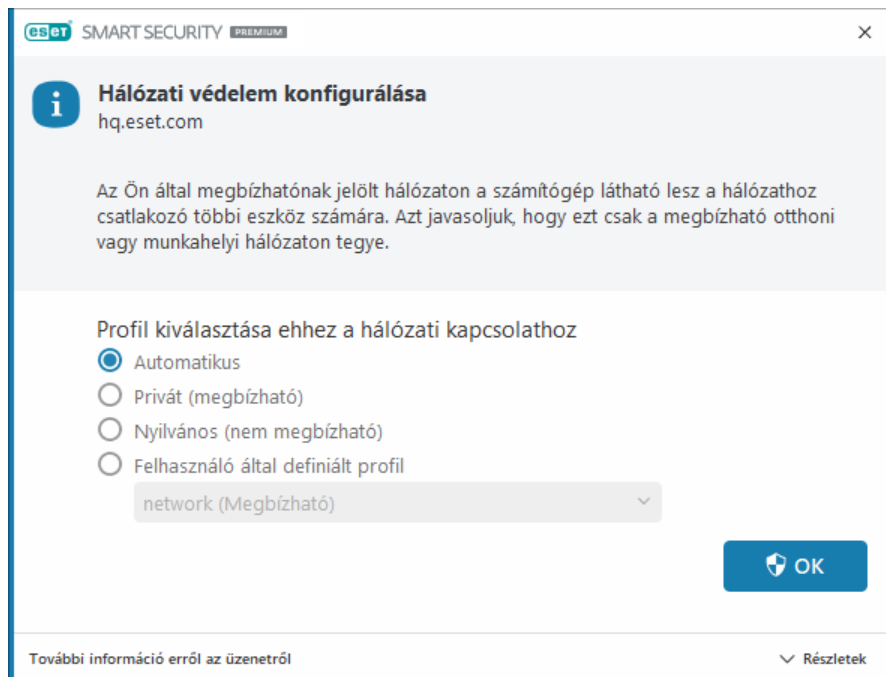 eset SMART SECURITY PREMIUM
Hálózati védelem konfigurálása
hq.eset.com
Az Ön által megbízhatónak jelölt hálózaton a számítógép látható lesz a hálózathoz
csatlakozó többi eszköz számára. Azt javasoljuk, hogy ezt csak a megbízható otthoni
vagy munkahelyi hálózaton tegye.
Profil kiválasztása ehhez a hálózati kapcsolathoz
Automatikus
Privát (megbízható)
Nyilvános (nem megbízható)
Felhasználó által definiált profil
network (Megbízható)
OK
További információ erről az üzenetről
Részletek